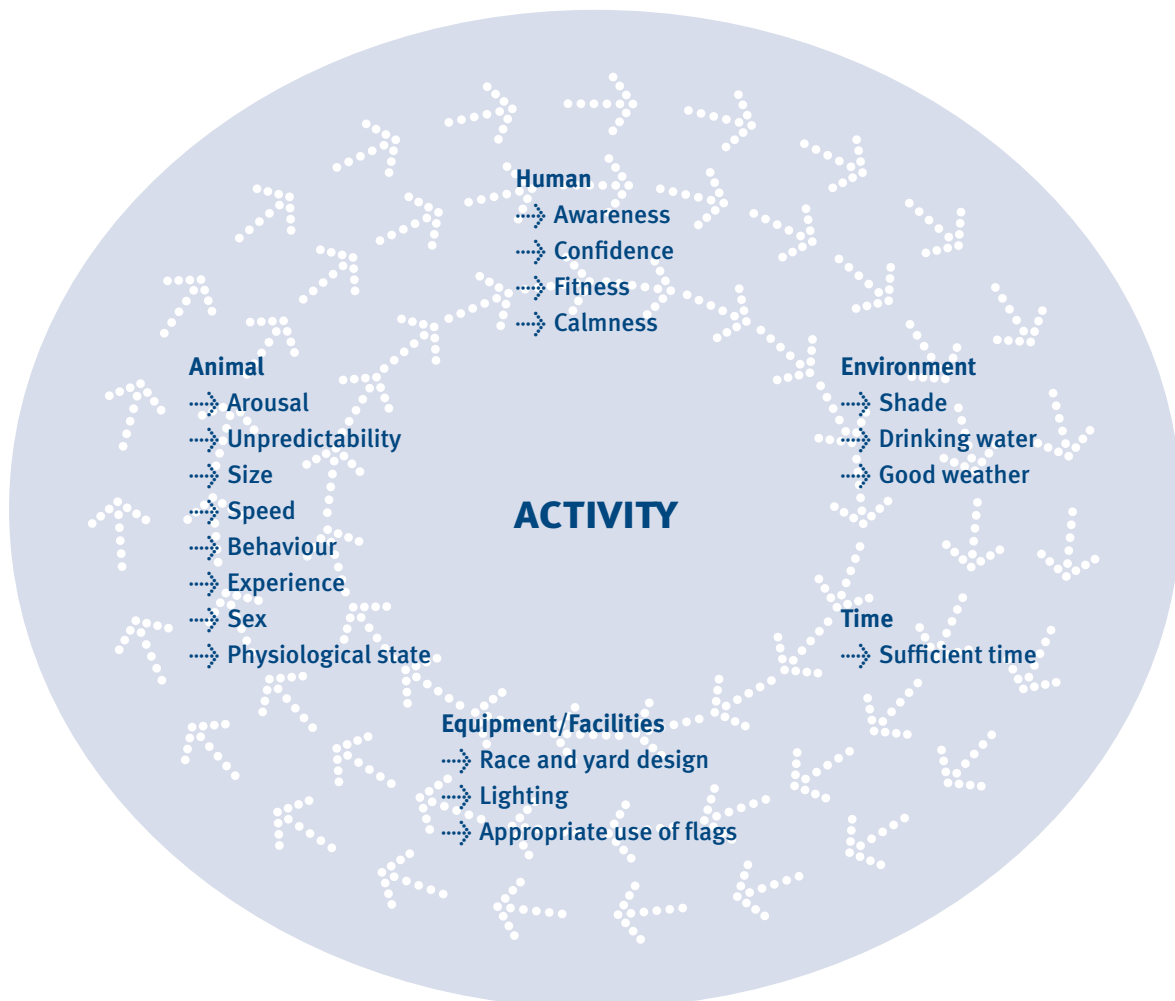 Human
Awareness
Confidence
Fitness
Calmness
Animal
Arousal
Unpredictability
Size
Speed
Behaviour
Experience
Sex
Physiological state
Environment
Shade
Drinking water
Good weather
ACTIVITY
Time
Sufficient time
Equipment/Facilities
Race and yard design
Lighting
Appropriate use of flags